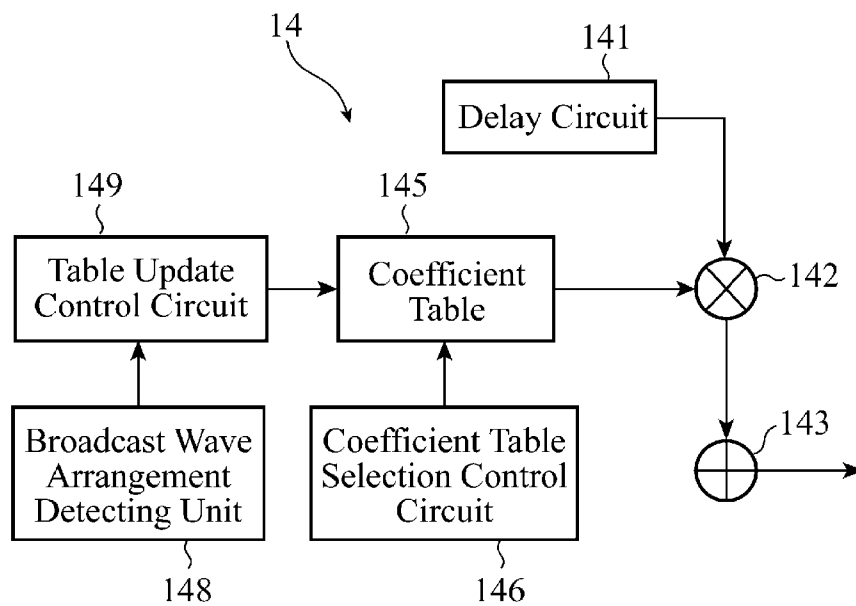 14
141
Delay Circuit
149
145
Table Update
Control Circuit
Coefficient
Table
142
Broadcast Wave
Arrangement
Detecting Unit
Coefficient Table
Selection Control
Circuit
143
148
146